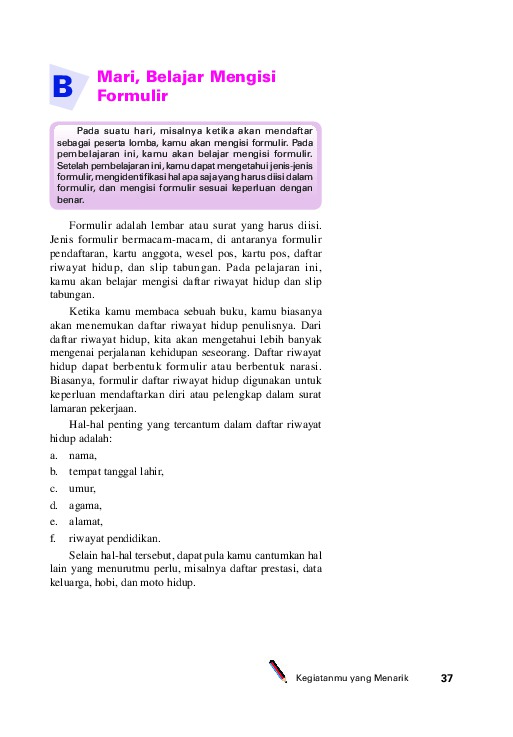 B
Mari, Belajar Mengisi
Formulir
Pada suatu hari, misalnya ketika akan mendaftar
sebagai peserta lomba, kamu akan mengisi formulir. Pada
pembelajaran ini, kamu akan belajar mengisi formulir.
Setelah pembelajaran ini, kamu dapat mengetahui jenis-jenis
formulir, mengidentifikasi hal apa saja yang harus diisi dalam
formulir, dan mengisi formulir sesuai keperluan dengan
benar.
Formulir adalah lembar atau surat yang harus diisi.
Jenis formulir bermacam-macam, di antaranya formulir
pendaftaran, kartu anggota, wesel pos, kartu pos, daftar
riwayat hidup, dan slip tabungan. Pada pelajaran ini,
kamu akan belajar mengisi daftar riwayat hidup dan slip
tabungan.
Ketika kamu membaca sebuah buku, kamu biasanya
akan menemukan daftar riwayat hidup penulisnya. Dari
daftar riwayat hidup, kita akan mengetahui lebih banyak
mengenai perjalanan kehidupan seseorang. Daftar riwayat
hidup dapat berbentuk formulir atau berbentuk narasi.
Biasanya, formulir daftar riwayat hidup digunakan untuk
keperluan mendaftarkan diri atau pelengkap dalam surat
lamaran pekerjaan.
Hal-hal penting yang tercantum dalam daftar riwayat
hidup adalah:
a. nama,
b. tempat tanggal lahir,
c. umur,
d. agama,
e. alamat,
f. riwayat pendidikan.
Selain hal-hal tersebut, dapat pula kamu cantumkan hal
lain yang menurutmu perlu, misalnya daftar prestasi, data
keluarga, hobi, dan moto hidup.
Kegiatanmu yang Menarik 37